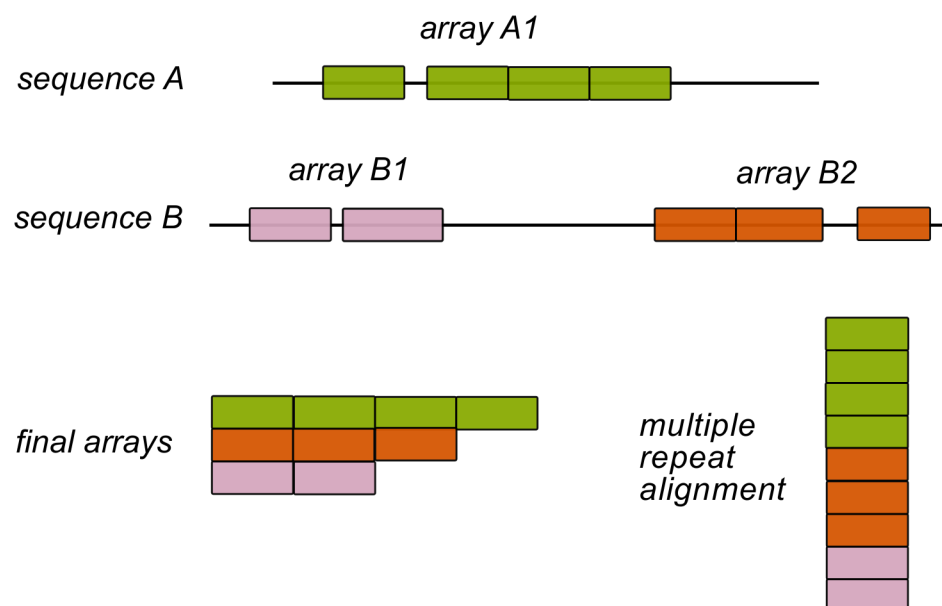 array A1
sequence A
array B1
array B2
sequence B
final arrays
multiple
repeat
alignment